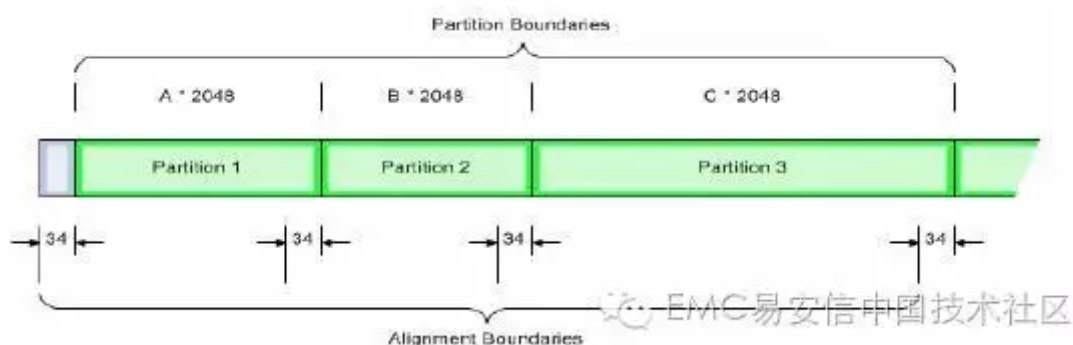 Partition Boundaries
A * 2048 B * 2048 C * 2048
Partition 1 Partition 2 Partition 3
34 34 34 34
EMC易安信中国技术社区
Alignment Boundaries